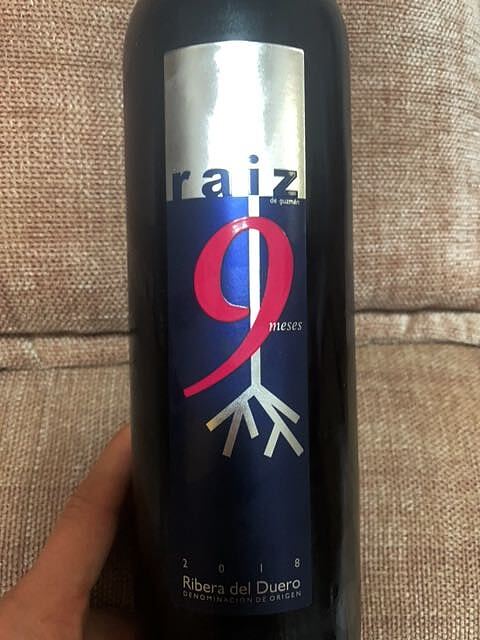 raiz
de guzmán
9
meses
2018
Ribera del Duero
DENOMINACIÓN DE ORIGEN